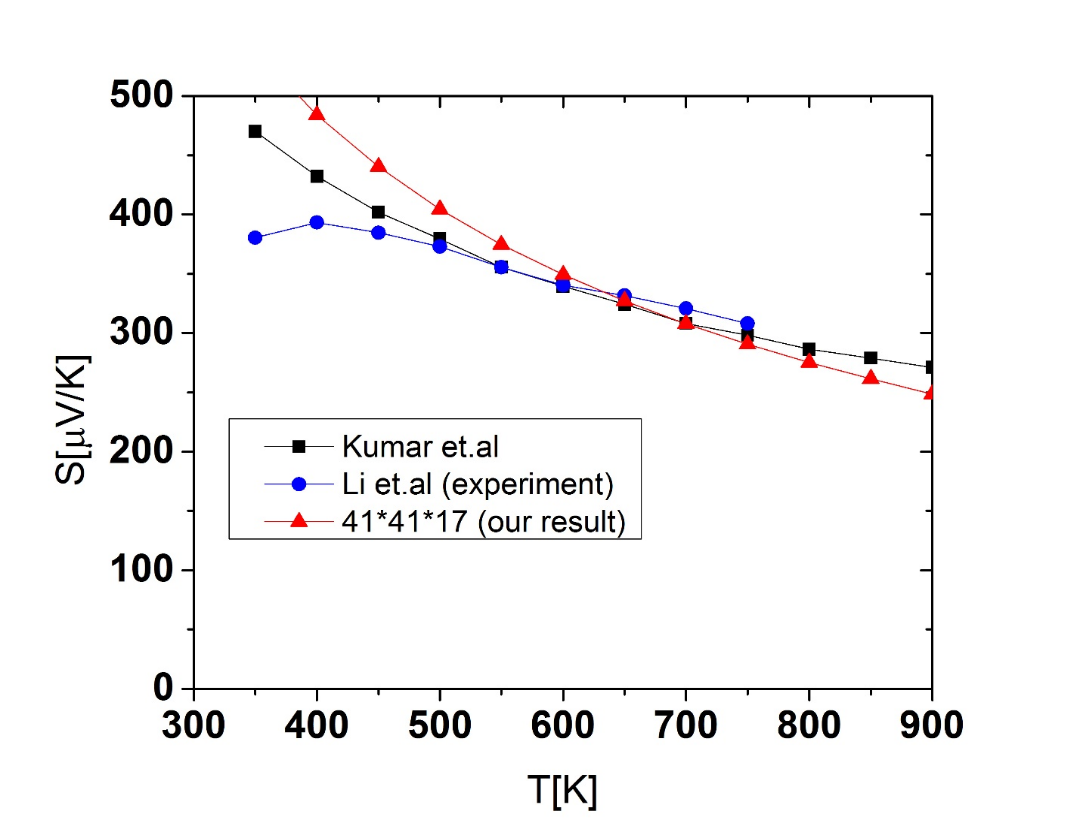 500
400
300
200
100
0
S[μV/K]
Kumar et.al
Li et.al (experiment)
41*41*17 (our result)
300 400 500 600 700 800 900
T[K]